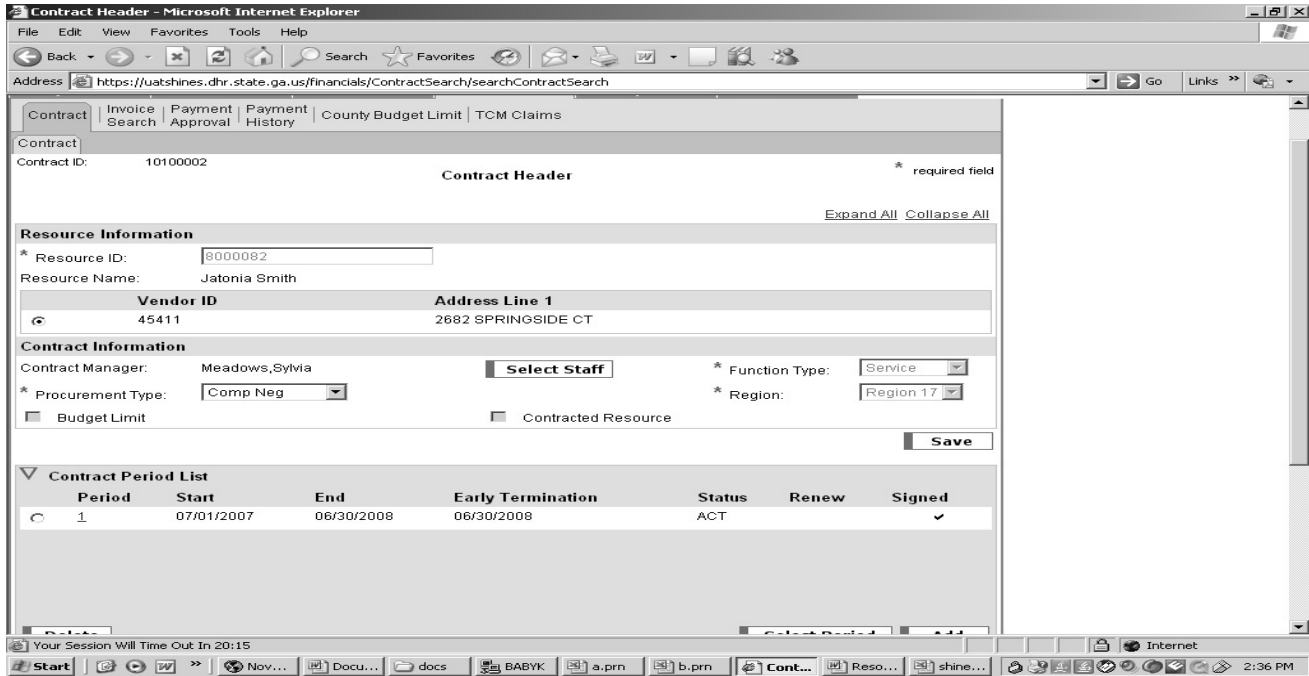 Contract Header - Microsoft Internet Explorer
File Edit View Favorites Tools Help
Back Search Favorites
Address https://uatshines.dhr.state.ga.us/financials/ContractSearch/searchContractSearch Go Links »
Contract Invoice Search Payment Approval Payment History County Budget Limit TCM Claims
Contract
Contract ID: 10100002
Contract Header * required field
Expand All Collapse All
Resource Information
* Resource ID: 8000082
Resource Name: Jatonia Smith
Vendor ID Address Line 1
45411 2682 SPRINGSIDE CT
Contract Information
Contract Manager: Meadows,Sylvia Select Staff * Function Type: Service
* Procurement Type: Comp Neg * Region: Region 17
Budget Limit Contracted Resource
Save
Contract Period List
Period Start End Early Termination Status Renew Signed
1 07/01/2007 06/30/2008 06/30/2008 ACT
Delete Select Period Add
Your Session Will Time Out In 20:15 Internet
Start » Nov... Docu... docs BABYK a.prn b.prn Cont... Reso... shine... 2:36 PM